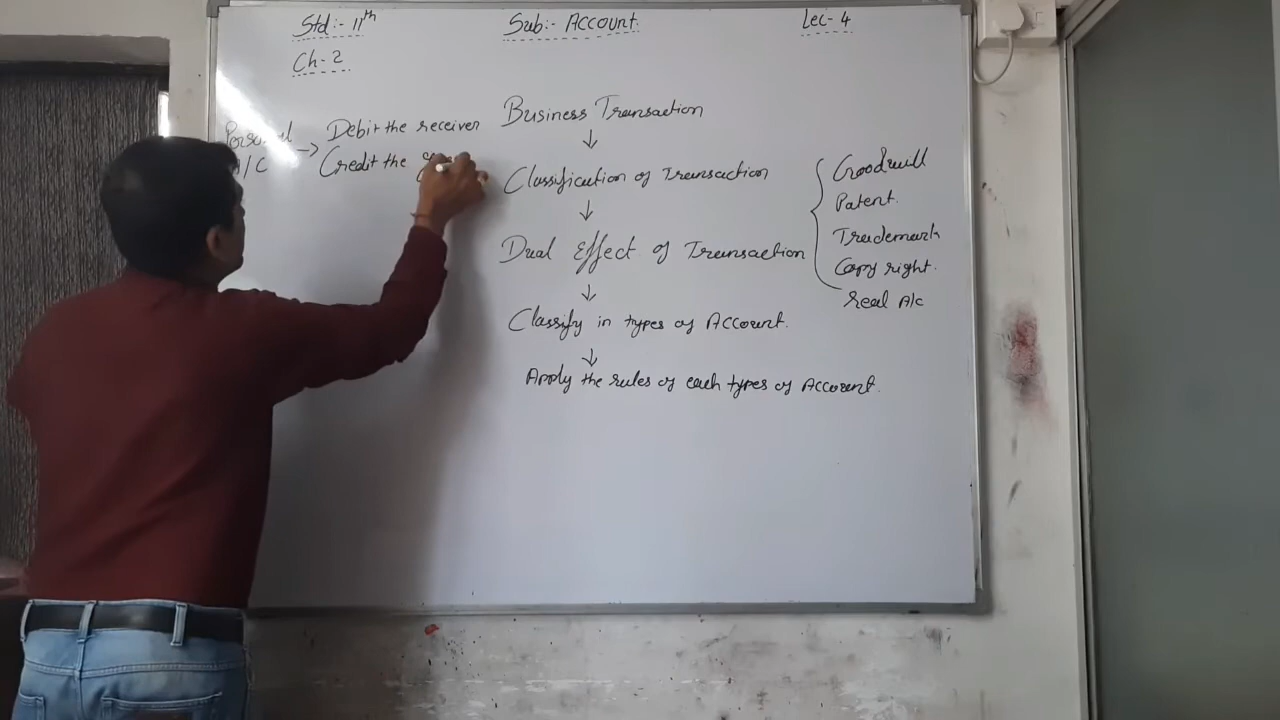 Std:- 11th
Sub:- Account.
Lec- 4
Ch- 2
Business Transaction
↓
Classification of Transaction
↓
Dual Effect of Transaction
↓
Classify in types of Account.
↓
Apply the rules of each types of Account.
Personal A/C → Debit the receiver
Credit the
Goodwill
Patent.
Trademark
Copy right.
Real A/c